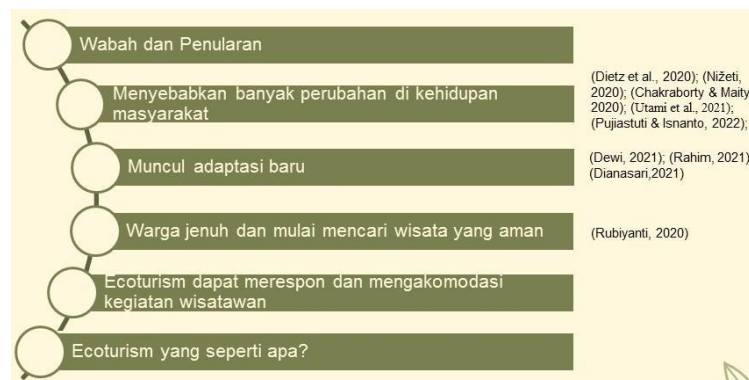 Wabah dan Penularan
Menyebabkan banyak perubahan di kehidupan
masyarakat
(Dietz et al., 2020); (Nižeti,
2020); (Chakraborty & Maity
2020); (Utami et al., 2021);
(Pujiastuti & Isnanto, 2022);
Muncul adaptasi baru
(Dewi, 2021); (Rahim, 2021)
(Dianasari,2021)
Warga jenuh dan mulai mencari wisata yang aman
(Rubiyanti, 2020)
Ecoturism dapat merespon dan mengakomodasi
kegiatan wisatawan
Ecoturism yang seperti apa?